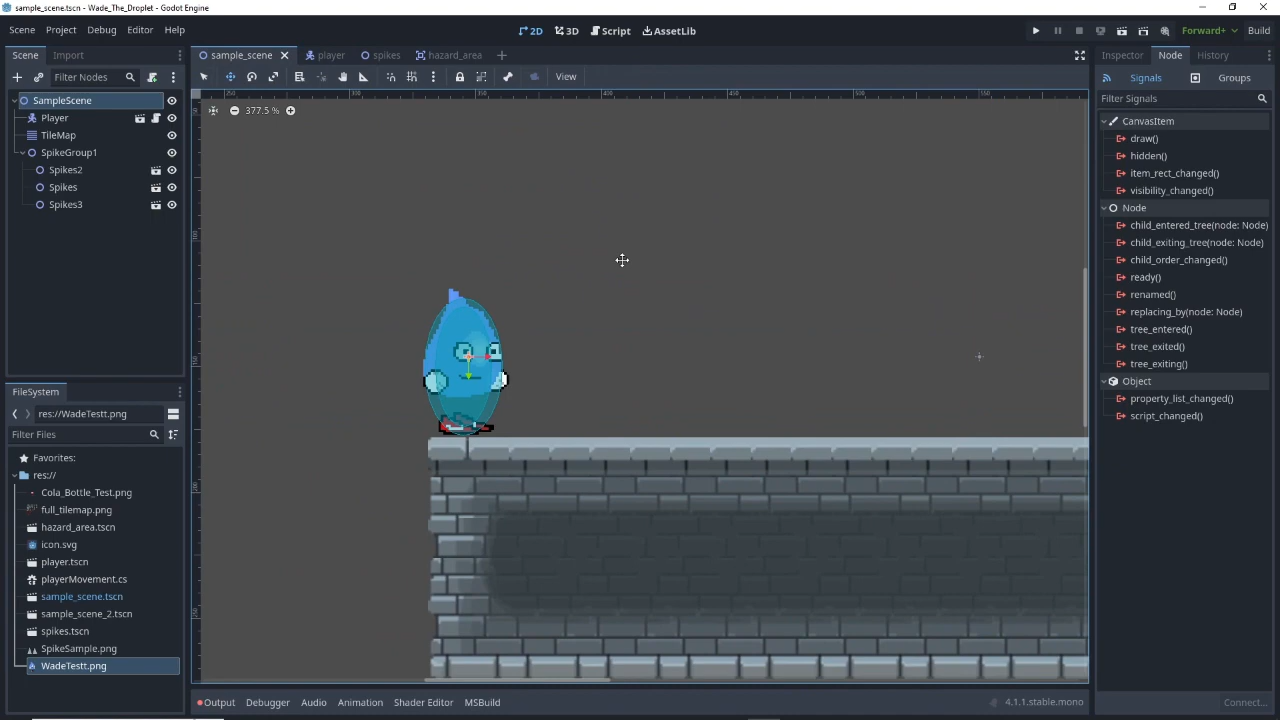 sample_scene.tscn - Wade_The_Droplet - Godot Engine
Scene Project Debug Editor Help
2D 3D Script AssetLib
Forward+ Build
Scene Import
Filter Nodes
SampleScene
Player
TileMap
SpikeGroup1
Spikes2
Spikes
Spikes3
FileSystem
res://WadeTestt.png
Filter Files
Favorites:
res://
Cola_Bottle_Test.png
full_tilemap.png
hazard_area.tscn
icon.svg
player.tscn
playerMovement.cs
sample_scene.tscn
sample_scene_2.tscn
spikes.tscn
SpikeSample.png
WadeTestt.png
sample_scene player spikes hazard_area
View
350 400 450 500 550
377.5 %
Output Debugger Audio Animation Shader Editor MSBuild
4.1.1.stable.mono
Inspector Node History
Signals Groups
Filter Signals
CanvasItem
draw()
hidden()
item_rect_changed()
visibility_changed()
Node
child_entered_tree(node: Node)
child_exiting_tree(node: Node)
child_order_changed()
ready()
renamed()
replacing_by(node: Node)
tree_entered()
tree_exited()
tree_exiting()
Object
property_list_changed()
script_changed()
Connect...